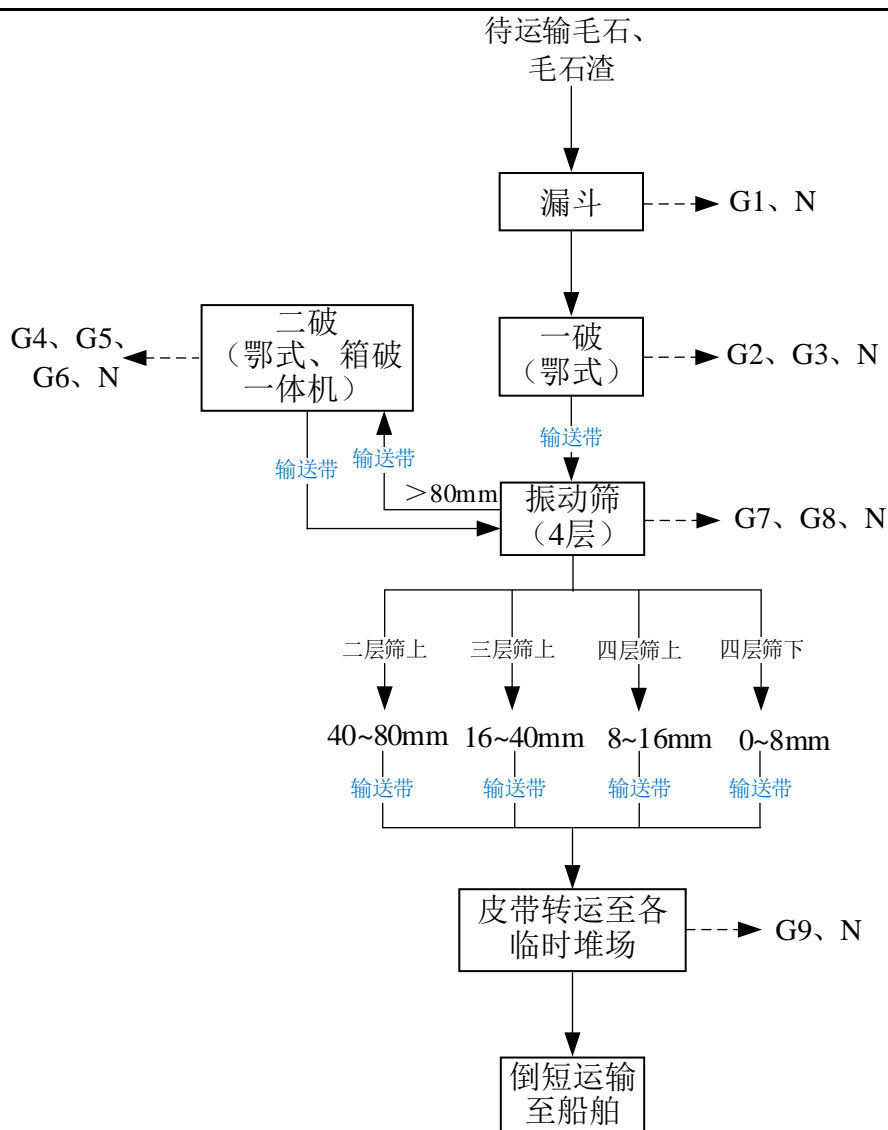 待运输毛石、
毛石渣
漏斗
G1、N
二破
（鄂式、箱破
一体机）
G4、G5、
G6、N
一破
（鄂式）
G2、G3、N
输送带
输送带
输送带
＞80mm
振动筛
（4层）
G7、G8、N
二层筛上
三层筛上
四层筛上
四层筛下
40~80mm
16~40mm
8~16mm
0~8mm
输送带
输送带
输送带
输送带
皮带转运至各
临时堆场
G9、N
倒短运输
至船舶